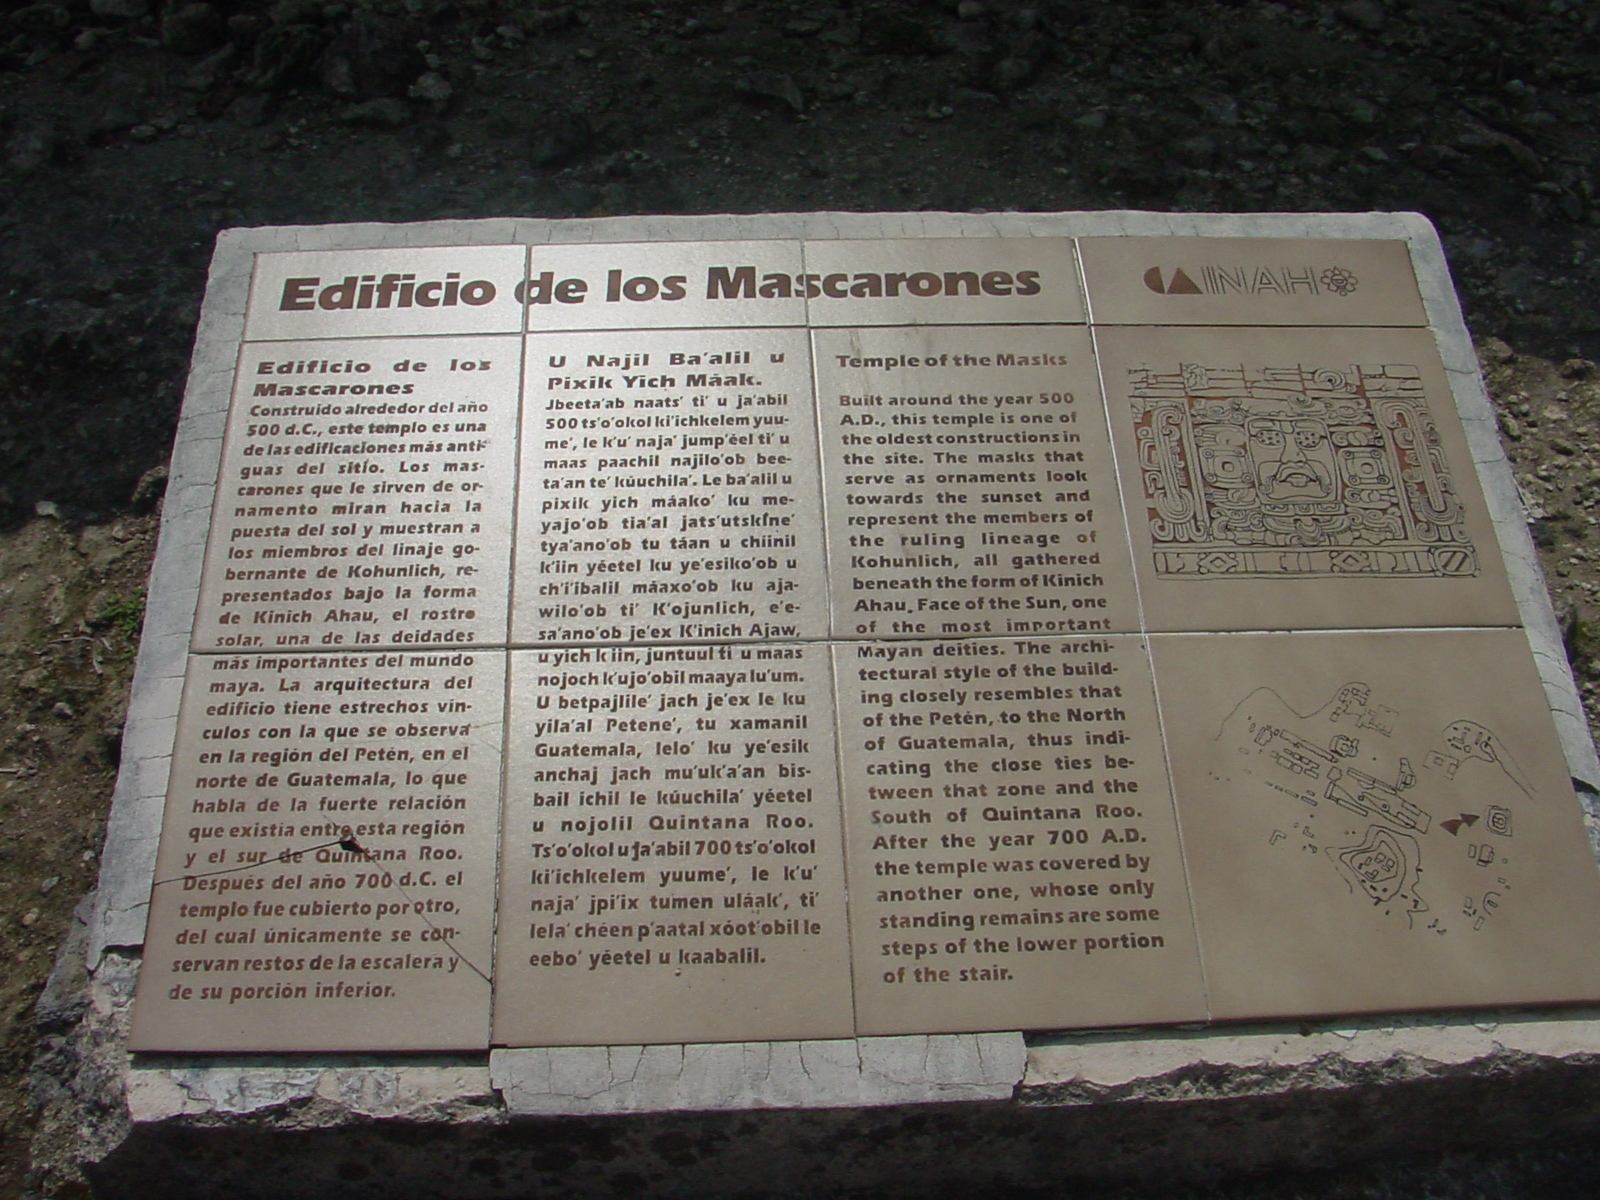 Edificio de los Mascarones
INAH
Edificio de los
Mascarones
Construido alrededor del año
500 d.C., este templo es una
de las edificaciones más anti-
guas del sitio. Los mas-
carones que le sirven de or-
namento miran hacia la
puesta del sol y muestran a
los miembros del linaje go-
bernante de Kohunlich, re-
presentados bajo la forma
de Kinich Ahau, el rostro
solar, una de las deidades
más importantes del mundo
maya. La arquitectura del
edificio tiene estrechos vín-
culos con la que se observa
en la región del Petén, en el
norte de Guatemala, lo que
habla de la fuerte relación
que existía entre esta región
y el sur de Quintana Roo.
Después del año 700 d.C. el
templo fue cubierto por otro,
del cual únicamente se con-
servan restos de la escalera y
de su porción inferior.
U Najil Ba'alil u
Pixik Yich Máak.
Jbeeta'ab naats' ti' u ja'abil
500 ts'o'okol ki'ichkelem yuu-
me', le k'u' naja' jump'éel ti' u
maas paachil najilo'ob bee-
ta'an te' kúuchila'. Le ba'alil u
pixik yich máako' ku me-
yajo'ob tia'al jats'utskíne'
tya'ano'ob tu táan u chíinil
k'iin yéetel ku ye'esiko'ob u
ch'i'ibalil máaxo'ob ku aja-
wilo'ob ti' K'ojunlich, e'e-
sa'ano'ob je'ex K'inich Ajaw,
u yich k'iin, juntuul ti' u maas
nojoch k'ujo'obil maaya lu'um.
U betpajlile' jach je'ex le ku
yila'al Petene', tu xamanil
Guatemala, lelo' ku ye'esik
anchaj jach mu'uk'a'an bis-
bail ichil le kúuchila' yéetel
u nojolil Quintana Roo.
Ts'o'okol u ja'abil 700 ts'o'okol
ki'ichkelem yuume', le k'u'
naja' jpi'ix tumen uláak', ti'
lela' chéen p'aatal xóot'obil le
eebo' yéetel u kaabalil.
Temple of the Masks
Built around the year 500
A.D., this temple is one of
the oldest constructions in
the site. The masks that
serve as ornaments look
towards the sunset and
represent the members of
the ruling lineage of
Kohunlich, all gathered
beneath the form of Kinich
Ahau, Face of the Sun, one
of the most important
Mayan deities. The archi-
tectural style of the build-
ing closely resembles that
of the Petén, to the North
of Guatemala, thus indi-
cating the close ties be-
tween that zone and the
South of Quintana Roo.
After the year 700 A.D.
the temple was covered by
another one, whose only
standing remains are some
steps of the lower portion
of the stair.